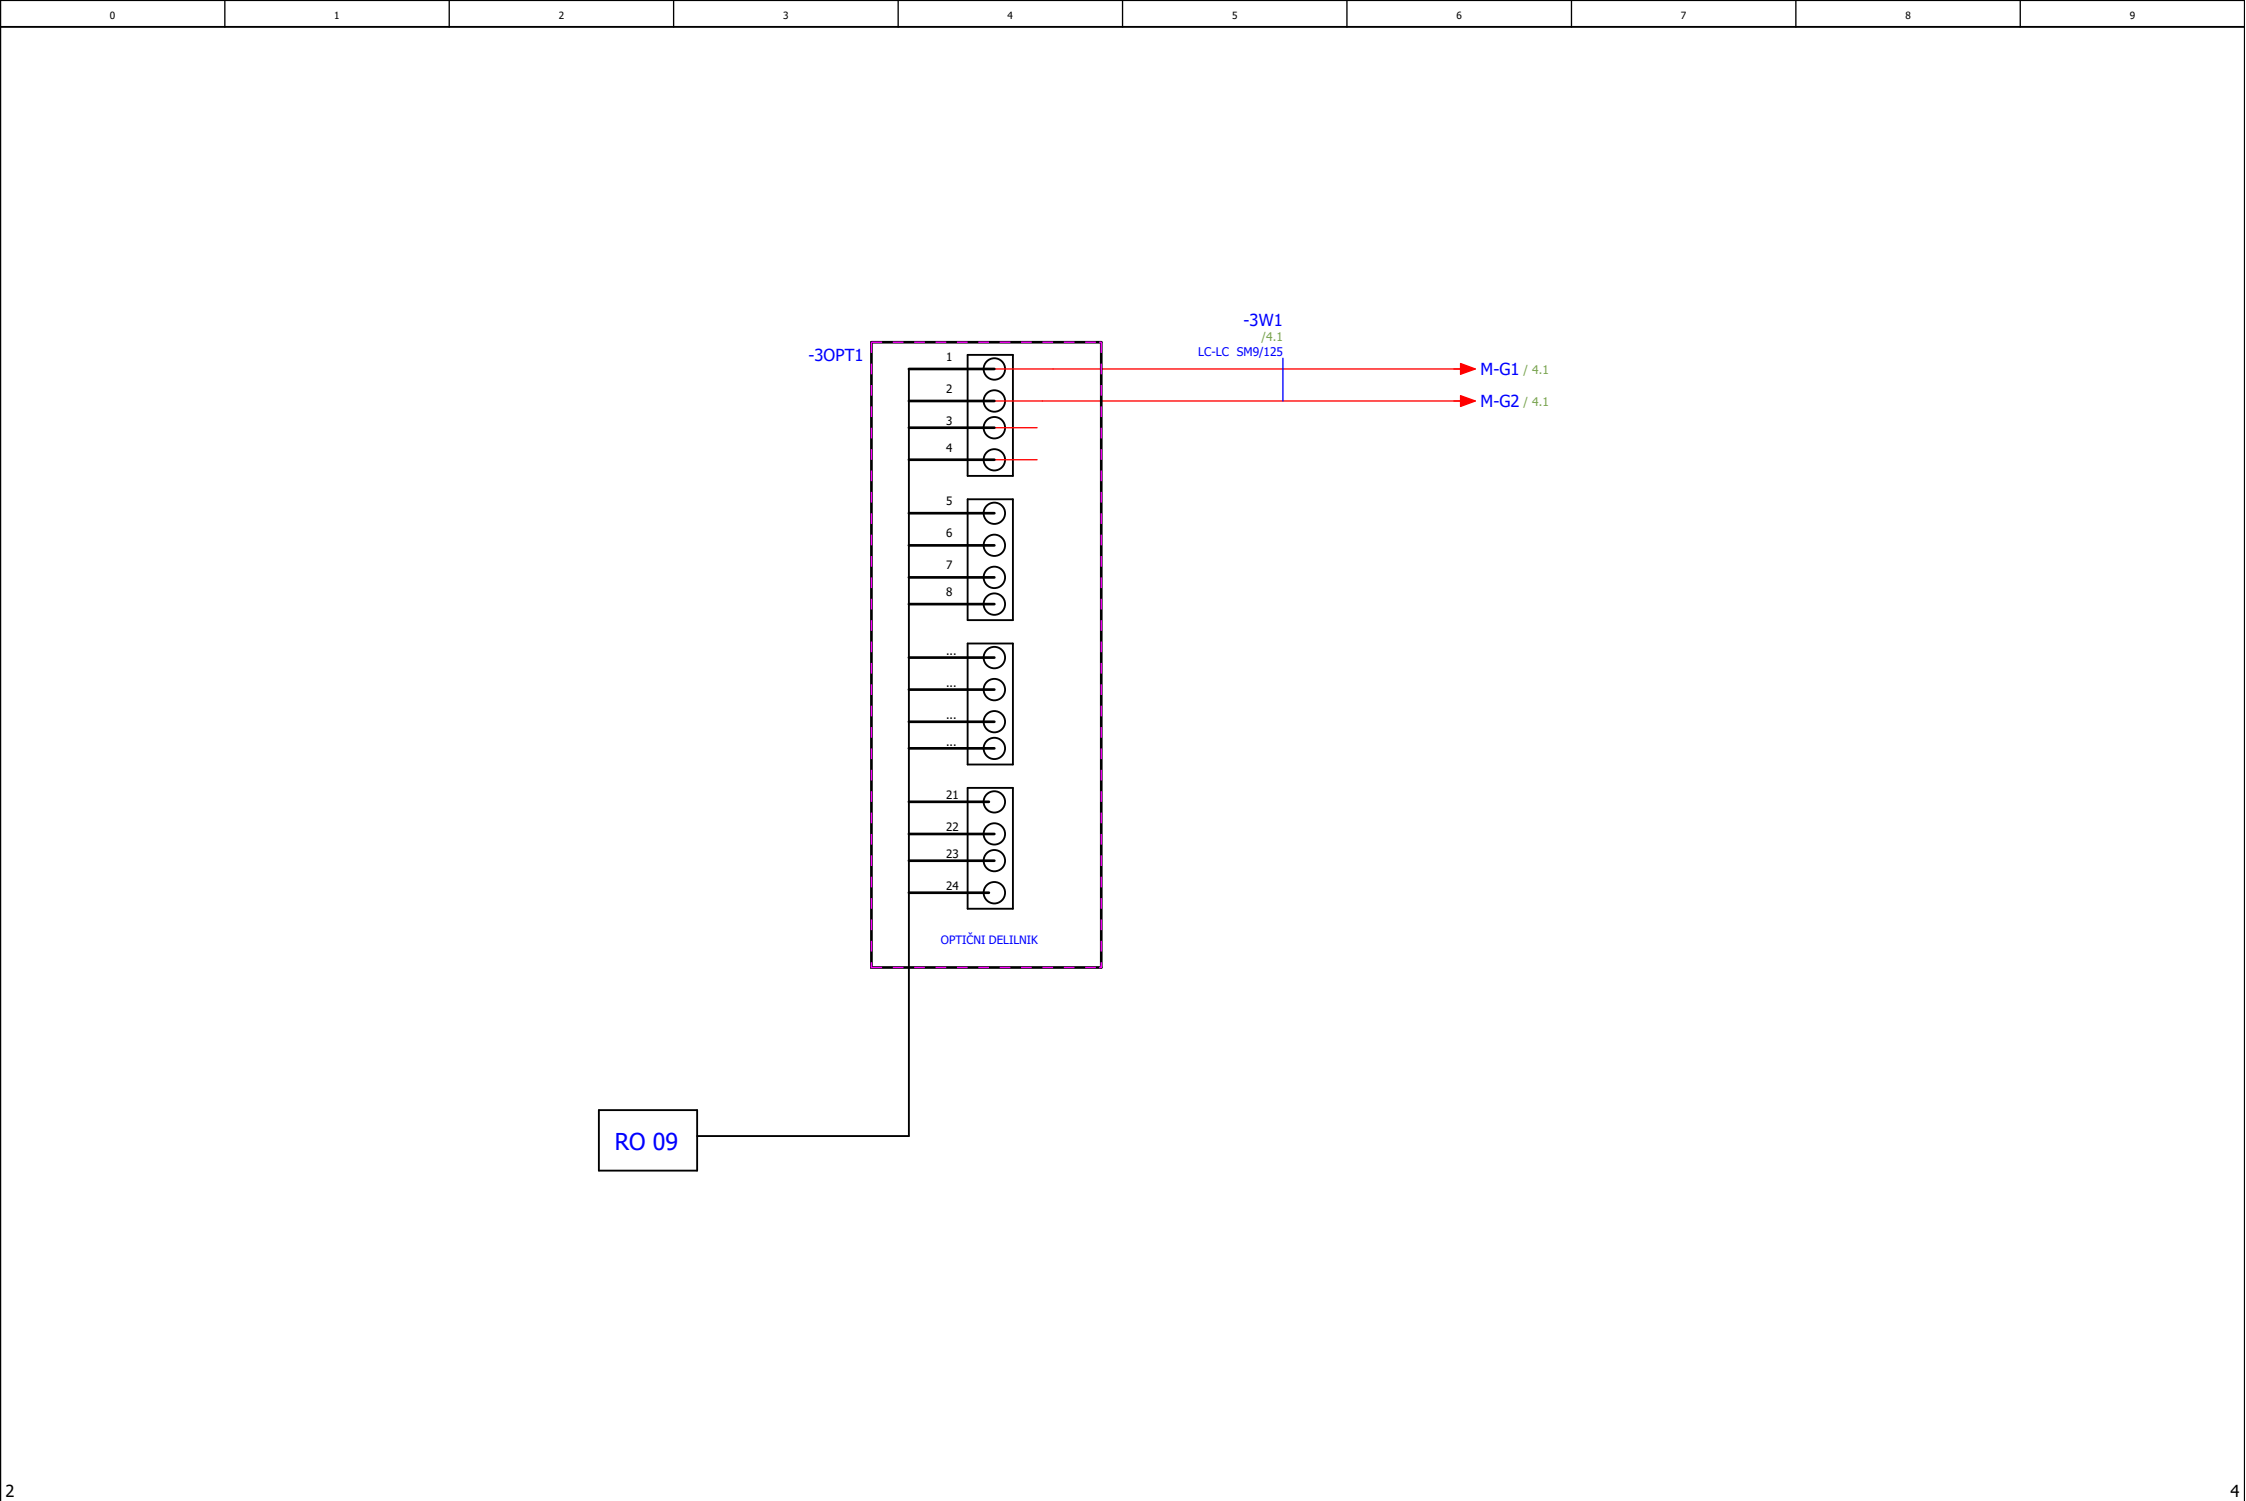 0 1 2 3 4 5 6 7 8 9
-3W1
/4.1
LC-LC SM9/125
-3OPT1
1
M-G1 / 4.1
2
M-G2 / 4.1
3
4
5
6
7
8
...
...
...
...
21
22
23
24
OPTIČNI DELILNIK
RO 09
2
4